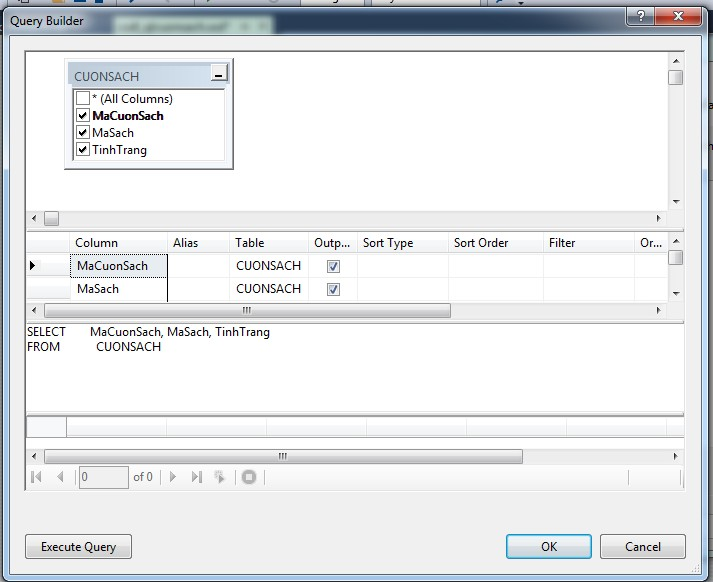 Query Builder
CUONSACH
* (All Columns)
MaCuonSach
MaSach
TinhTrang
Column Alias Table Outp... Sort Type Sort Order Filter Or...
MaCuonSach CUONSACH
MaSach CUONSACH
SELECT MaCuonSach, MaSach, TinhTrang
FROM CUONSACH
0 of 0
Execute Query OK Cancel